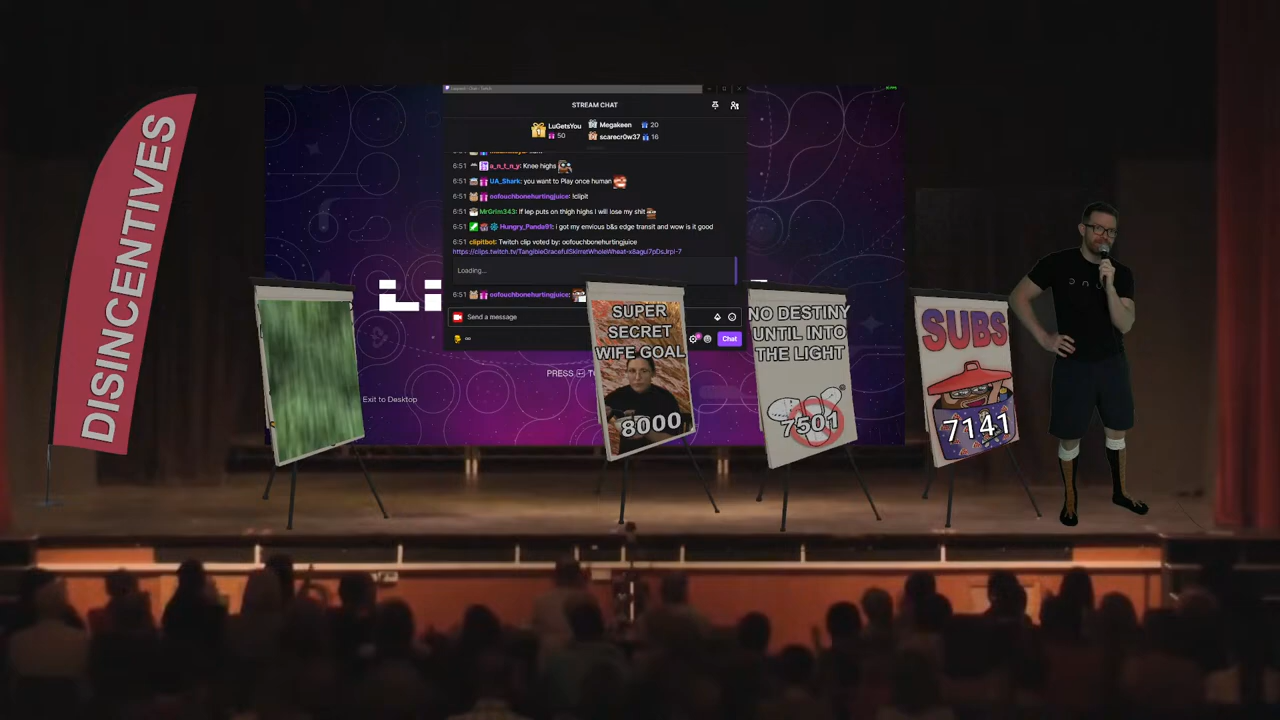 DISINCENTIVES
STREAM CHAT
LuGetsYou
50
Megakeen 20
scarecr0w37 16
6:51 a_n_t_n_y: Knee highs
6:51 UA_Shark: you want to Play once human
6:51 oofouchbonehurtingjuice: !clipit
6:51 MrGrim343: If lep puts on thigh highs I will lose my shit
6:51 Hungry_Panda91: i got my envious b&s edge transit and wow is it good
6:51 clipitbot: Twitch clip voted by: oofouchbonehurtingjuice
Loading...
6:51 oofouchbonehurtingjuice:
Send a message
Chat
PRESS
Exit to Desktop
SUPER
SECRET
WIFE GOAL
8000
NO DESTINY
UNTIL INTO
THE LIGHT
7501
SUBS
7141